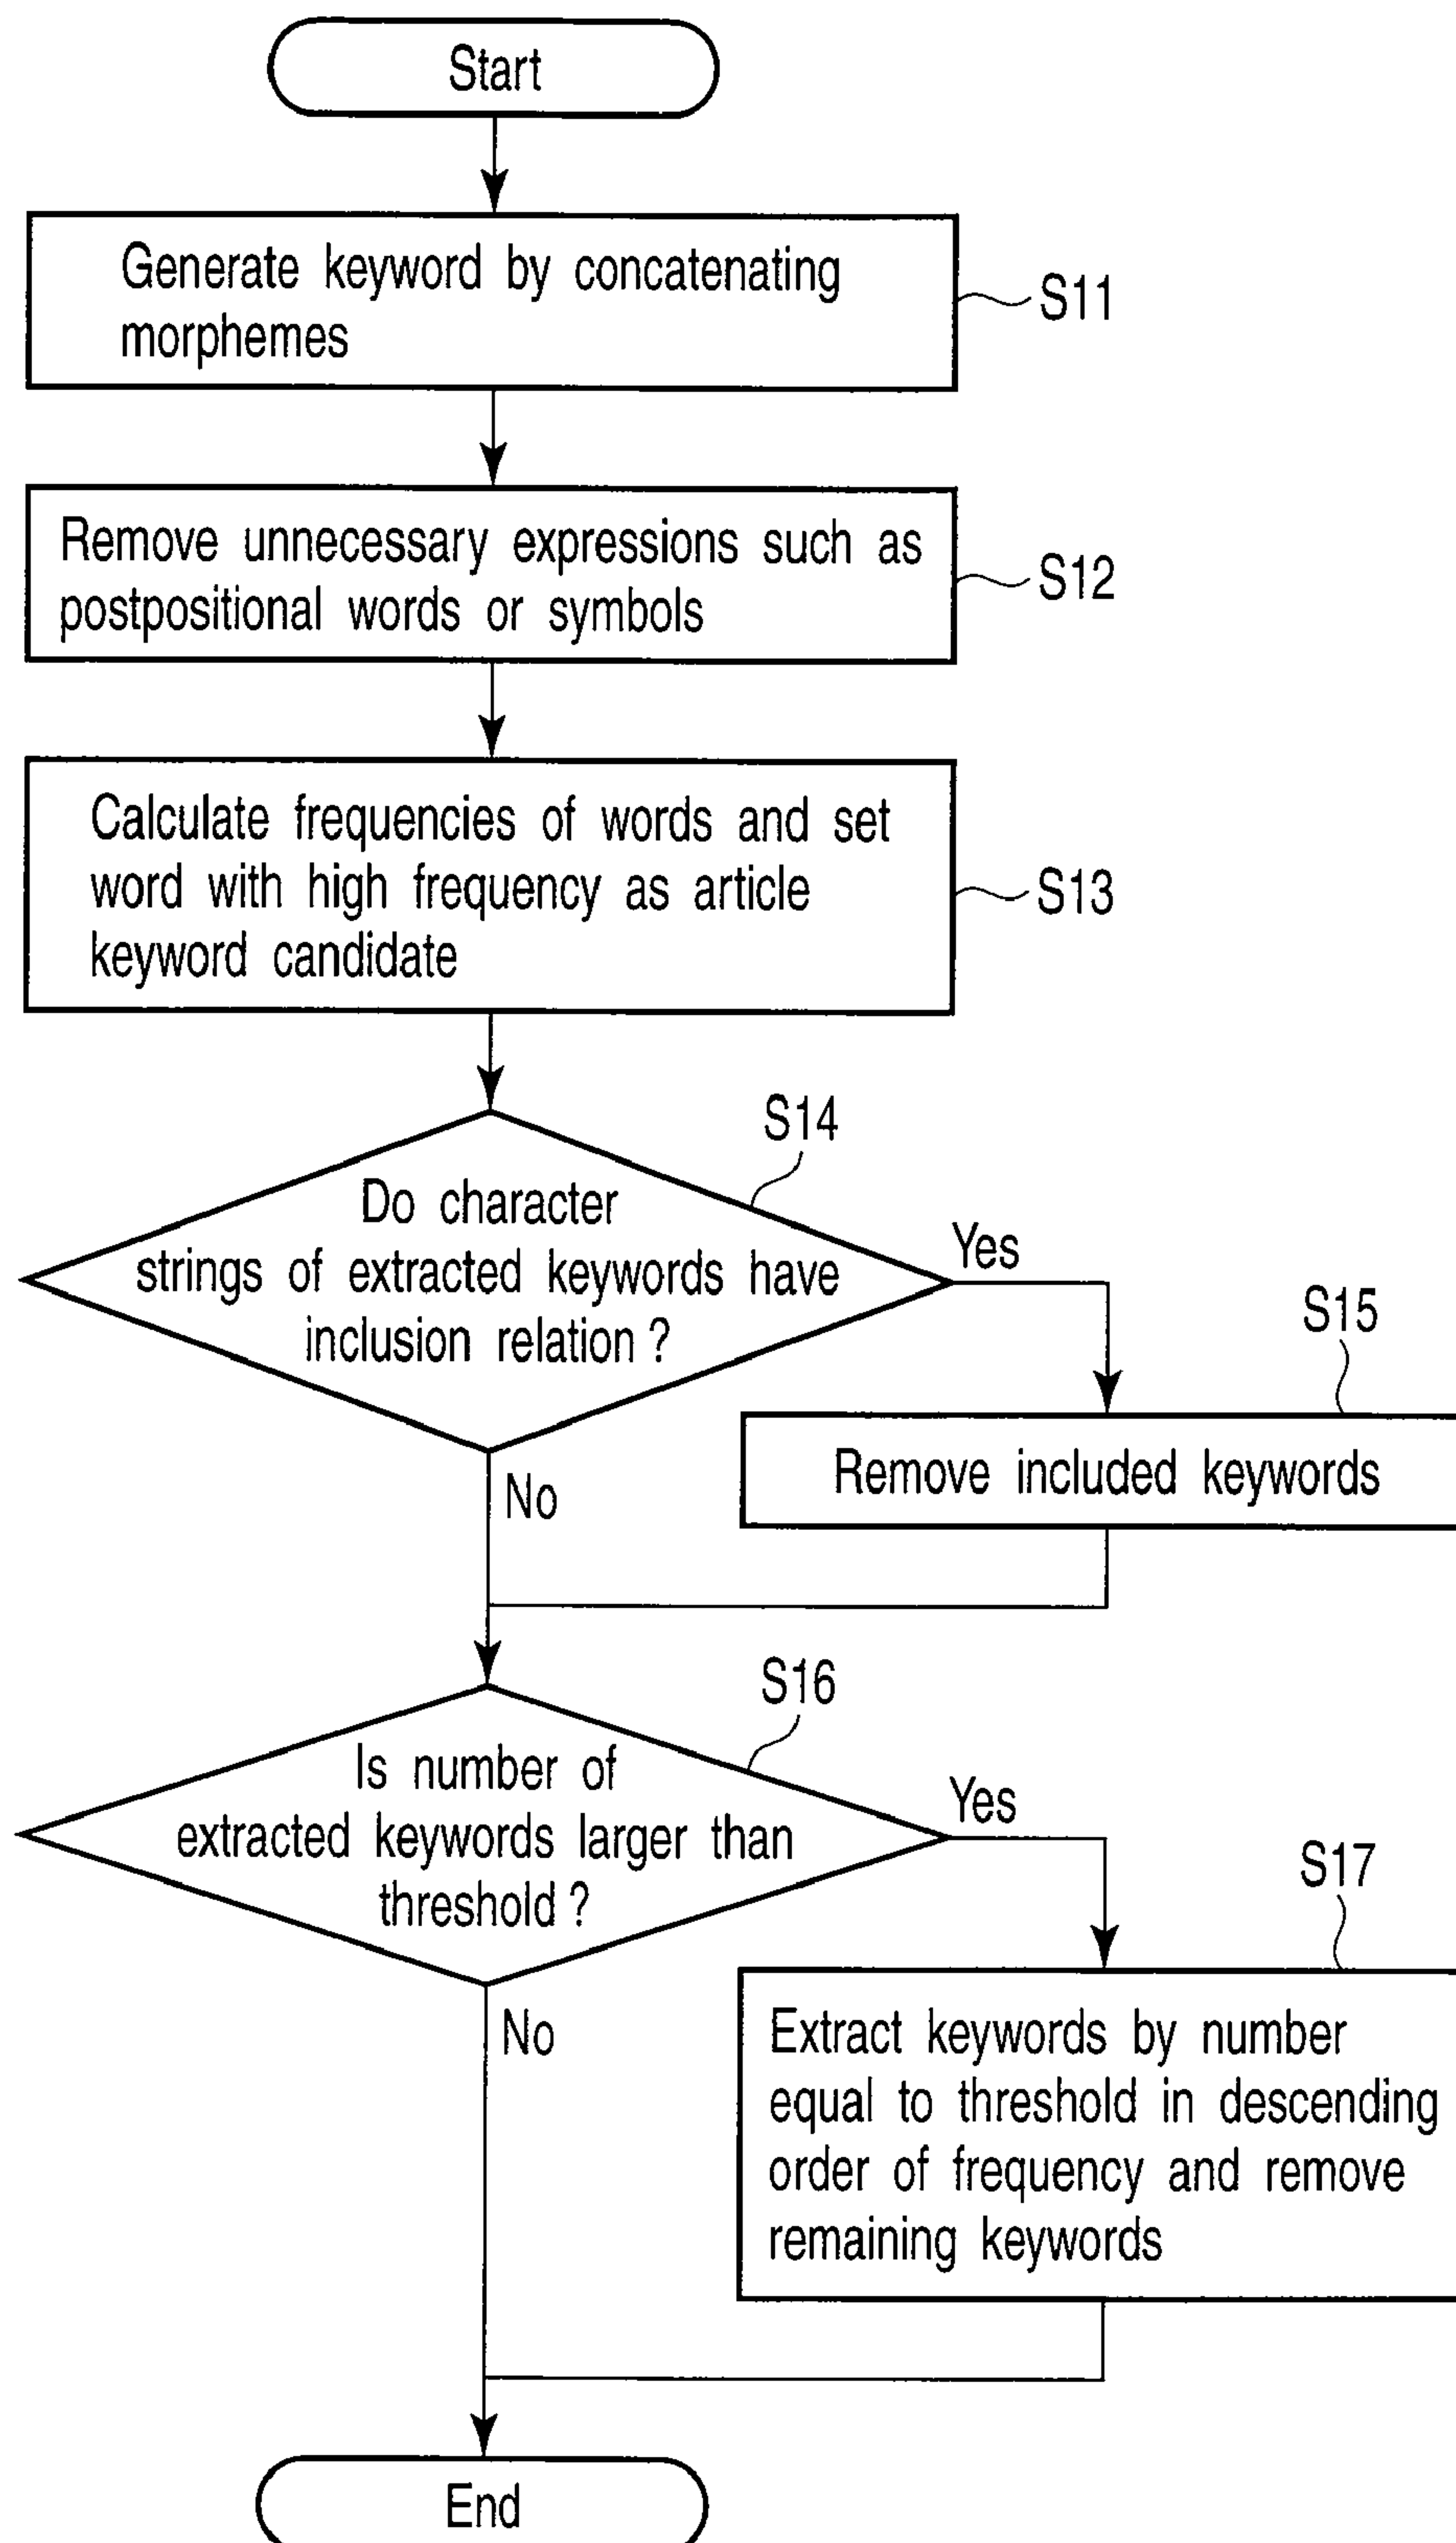 Start
Generate keyword by concatenating
morphemes
S11
Remove unnecessary expressions such as
postpositional words or symbols
S12
Calculate frequencies of words and set
word with high frequency as article
keyword candidate
S13
S14
Do character
strings of extracted keywords have
inclusion relation ?
Yes
S15
Remove included keywords
No
S16
Is number of
extracted keywords larger than
threshold ?
Yes
S17
Extract keywords by number
equal to threshold in descending
order of frequency and remove
remaining keywords
No
End